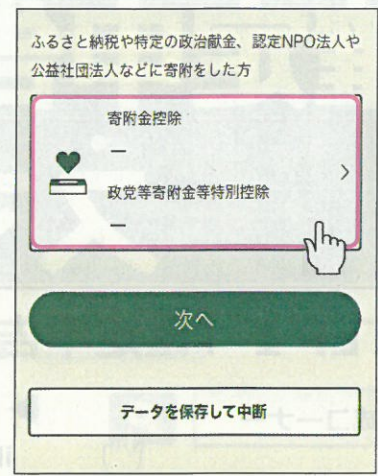 ふるさと納税や特定の政治献金、認定NPO法人や
公益社団法人などに寄附をした方
寄附金控除
ー
政党等寄附金等特別控除
ー
次へ
データを保存して中断